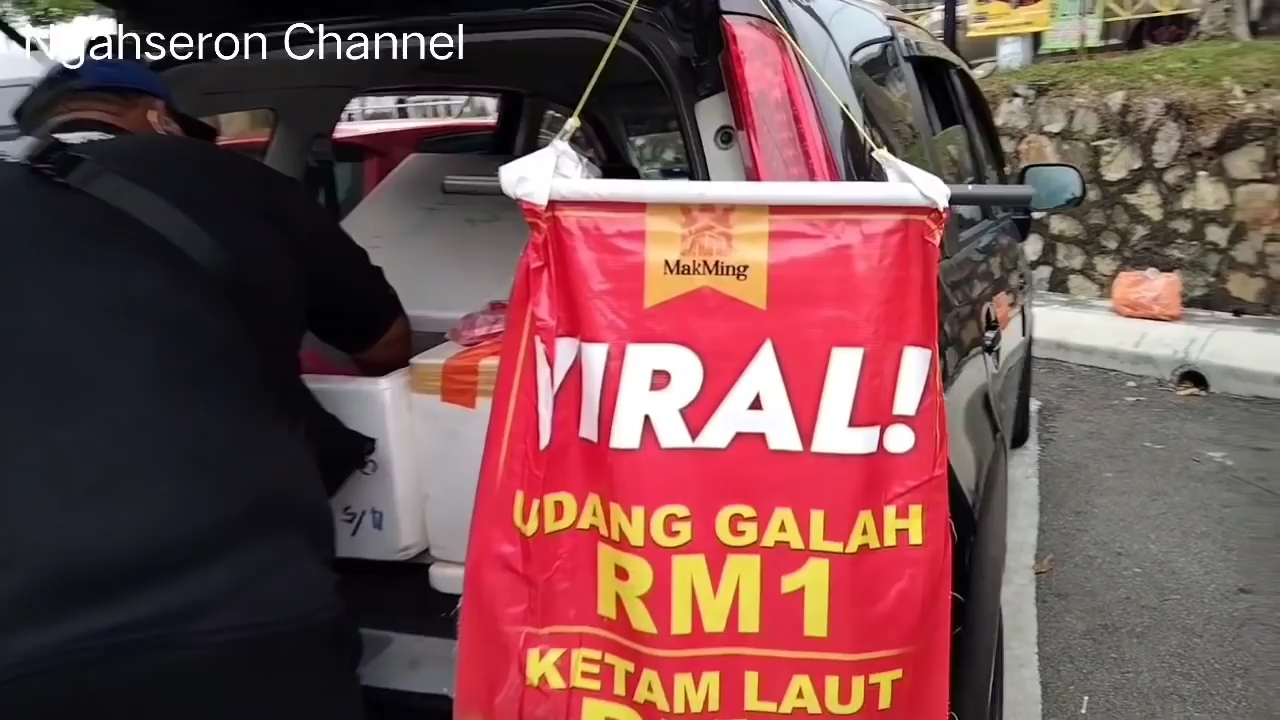 Ngahseron Channel
MakMing
VIRAL!
UDANG GALAH
RM1
KETAM LAUT